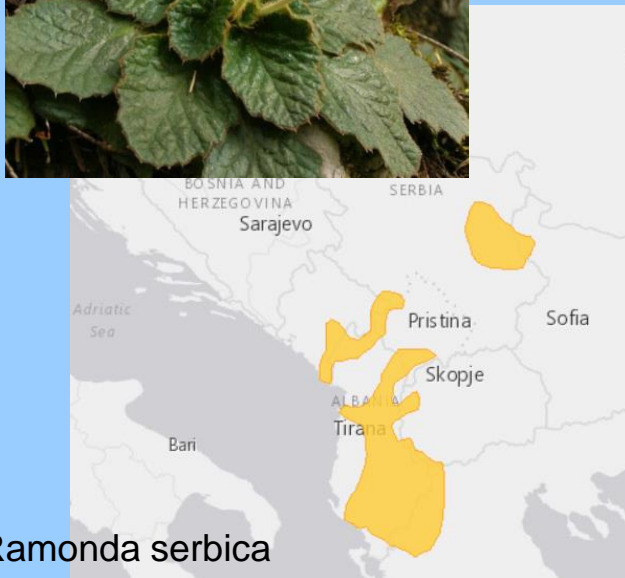 BOSNIA AND
HERZEGOVINA
SERBIA
Sarajevo
Adriatic
Sea
Pristina
Sofia
Skopje
ALBANIA
Tirana
Bari
Ramonda serbica